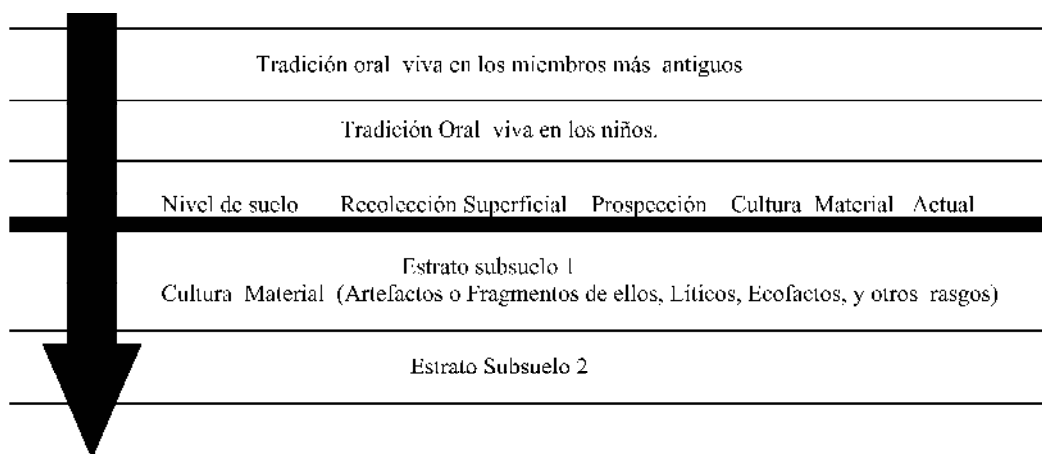 Tradición oral viva en los miembros más antiguos
Tradición Oral viva en los niños.
Nivel de suelo Recolección Superficial Prospección Cultura Material Actual
Estrato subsuelo 1
Cultura Material (Artefactos o Fragmentos de ellos, Líticos, Ecofactos, y otros rasgos)
Estrato Subsuelo 2